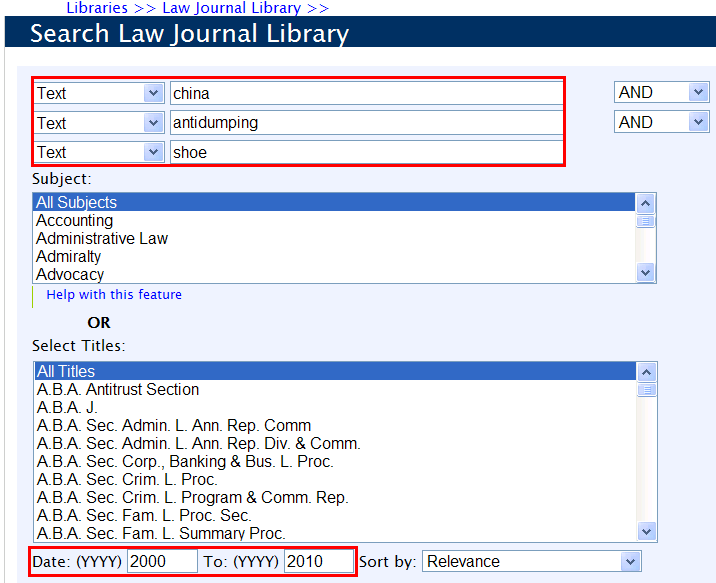 Libraries >> Law Journal Library >>
Search Law Journal Library
Text china AND
Text antidumping AND
Text shoe
Subject:
All Subjects
Accounting
Administrative Law
Admiralty
Advocacy
Help with this feature
OR
Select Titles:
All Titles
A.B.A. Antitrust Section
A.B.A. J.
A.B.A. Sec. Admin. L. Ann. Rep. Comm
A.B.A. Sec. Admin. L. Ann. Rep. Div. & Comm.
A.B.A. Sec. Corp., Banking & Bus. L. Proc.
A.B.A. Sec. Crim. L. Proc.
A.B.A. Sec. Crim. L. Program & Comm. Rep.
A.B.A. Sec. Fam. L. Proc. Sec.
A.B.A. Sec. Fam. L. Summary Proc.
Date: (YYYY) 2000 To: (YYYY) 2010 Sort by: Relevance